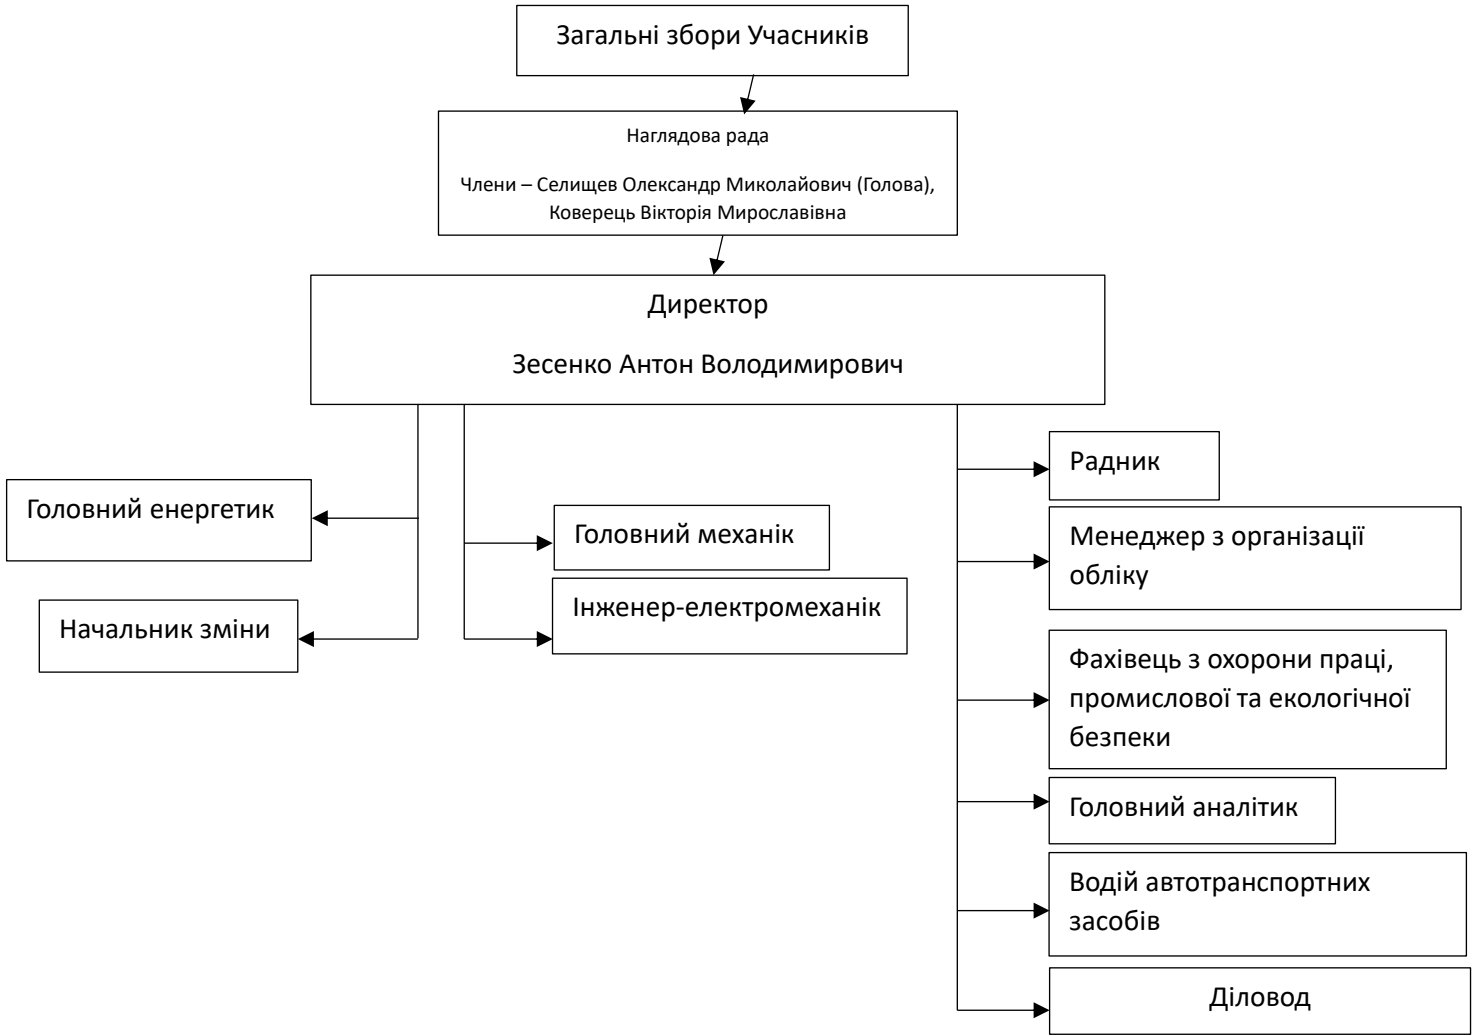 Загальні збори Учасників
Наглядова рада
Члени – Селищев Олександр Миколайович (Голова),
Коверець Вікторія Мирославівна
Директор
Зесенко Антон Володимирович
Головний енергетик
Начальник зміни
Головний механік
Інженер-електромеханік
Радник
Менеджер з організації
обліку
Фахівець з охорони праці,
промислової та екологічної
безпеки
Головний аналітик
Водій автотранспортних
засобів
Діловод